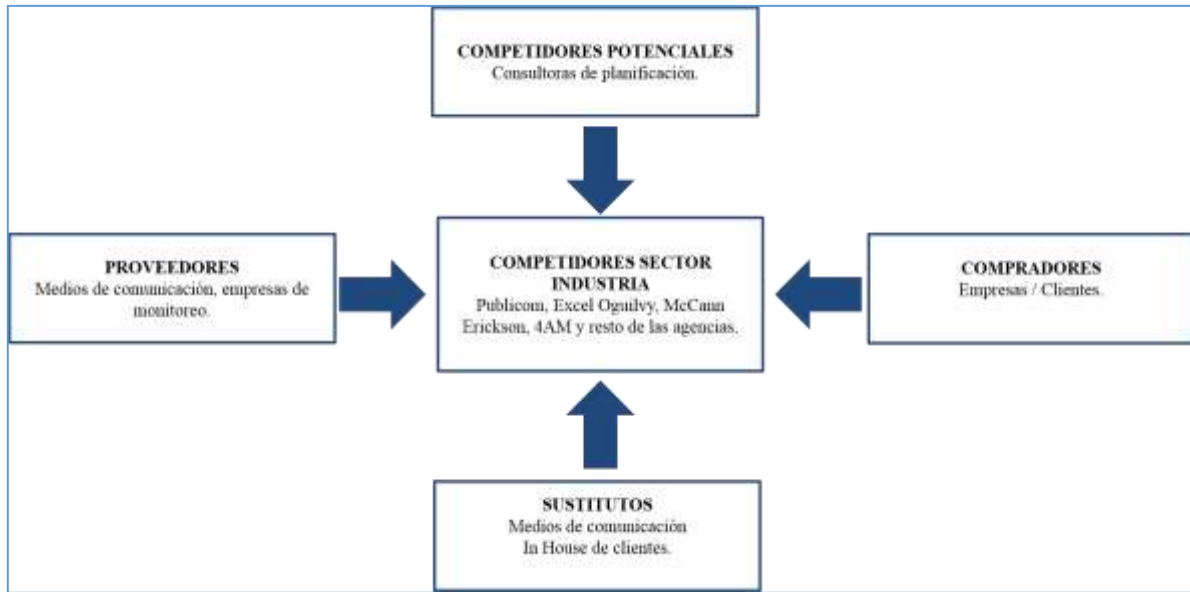 COMPETIDORES POTENCIALES
Consultoras de planificación.
PROVEEDORES
Medios de comunicación, empresas de
monitoreo.
COMPETIDORES SECTOR
INDUSTRIA
Publicom, Excel Oguilvy, McCann
Erickson, 4AM y resto de las agencias.
COMPRADORES
Empresas / Clientes.
SUSTITUTOS
Medios de comunicación
In House de clientes.